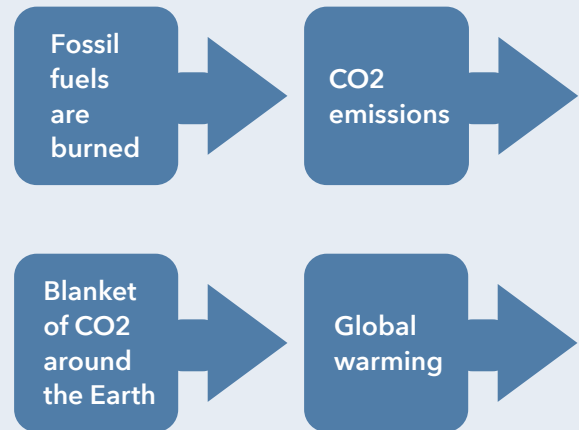 Fossil
fuels
are
burned
CO2
emissions
Blanket
of CO2
around
the Earth
Global
warming